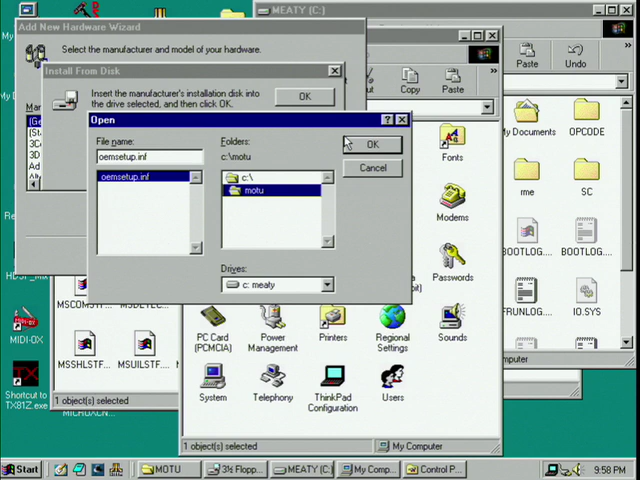 MEATY (C:)
Add New Hardware Wizard
Select the manufacturer and model of your hardware.
Install From Disk
Insert the manufacturer's installation disk into
the drive selected, and then click OK.
OK
Open
File name:
Folders:
oemsetup.inf
c:\motu
OK
Cancel
oemsetup.inf
c:\
motu
Drives:
c: meaty
Copy
Paste
Paste
Undo
My Documents
OPCODE
Fonts
rme
SC
Modems
BOOTLOG....
BOOTLOG....
Passwords
FRUNLOG....
IO.SYS
MIDI-OX
MSSHLSTF...
MSUILSTF...
PC Card
(PCMCIA)
Power
Management
Printers
Regional
Settings
Sounds
Shortcut to
TX81Z.exe
System
Telephony
ThinkPad
Configuration
Users
1 object(s) selected
1 object(s) selected
My Computer
Start
MOTU
3½ Flopp...
MEATY (C:)
My Comp...
Control P...
9:58 PM